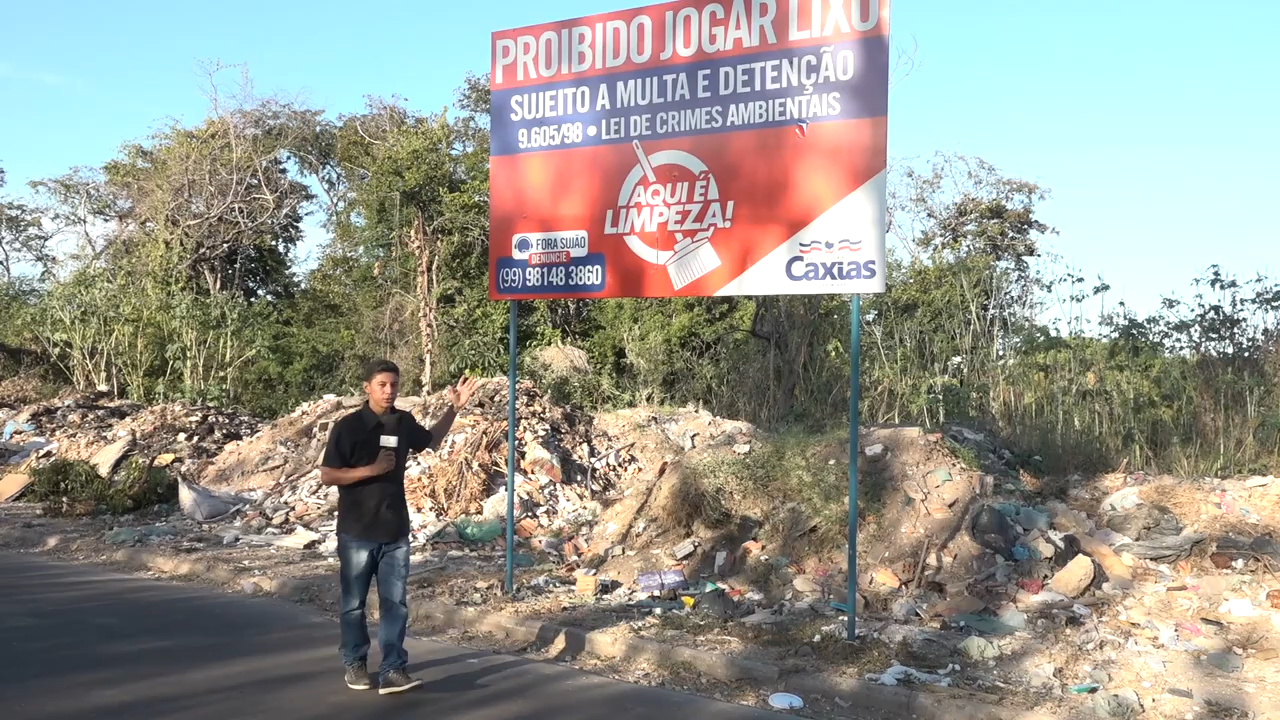 PROIBIDO JOGAR LIXO
SUJEITO A MULTA E DETENÇÃO
9.605/98 • LEI DE CRIMES AMBIENTAIS
AQUI É
LIMPEZA!
FORA SUJÃO
DENUNCIE
(99) 98148 3860
Caxias